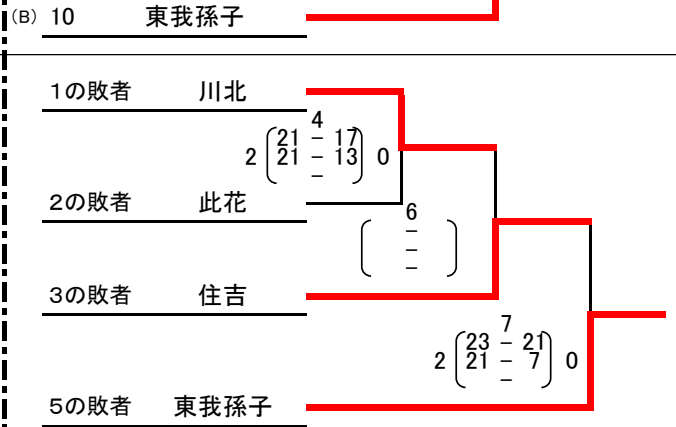 (B) 10 東我孫子
1の敗者 川北
4
21 － 17
2 21 － 13 0
－
2の敗者 此花
6
－
－
－
3の敗者 住吉
7
23 － 21
2 21 － 7 0
－
5の敗者 東我孫子